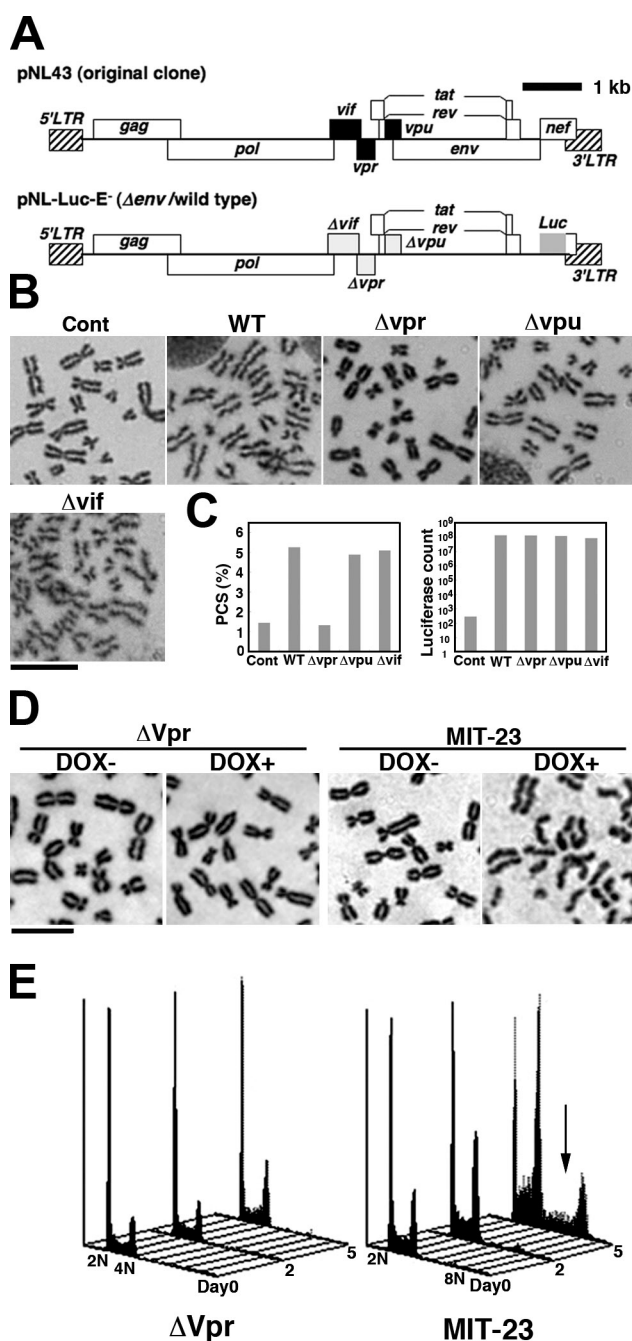 A
pNL43 (original clone)
1 kb
5'LTR
gag
pol
vif
vpr
tat
rev
vpu
env
nef
3'LTR
pNL-Luc-E⁻ (Δenv/wild type)
5'LTR
gag
pol
Δvif
Δvpr
tat
rev
Δvpu
Luc
3'LTR
B
Cont
WT
Δvpr
Δvpu
Δvif
C
PCS (%)
6
5
4
3
2
1
0
Cont WT Δvpr Δvpu Δvif
Luciferase count
10⁹
10⁸
10⁷
10⁶
10⁵
10⁴
10³
10²
1
Cont WT Δvpr Δvpu Δvif
D
ΔVpr
DOX- DOX+
MIT-23
DOX- DOX+
E
2N 4N Day0 2 5
ΔVpr
2N 8N Day0 2 5
MIT-23